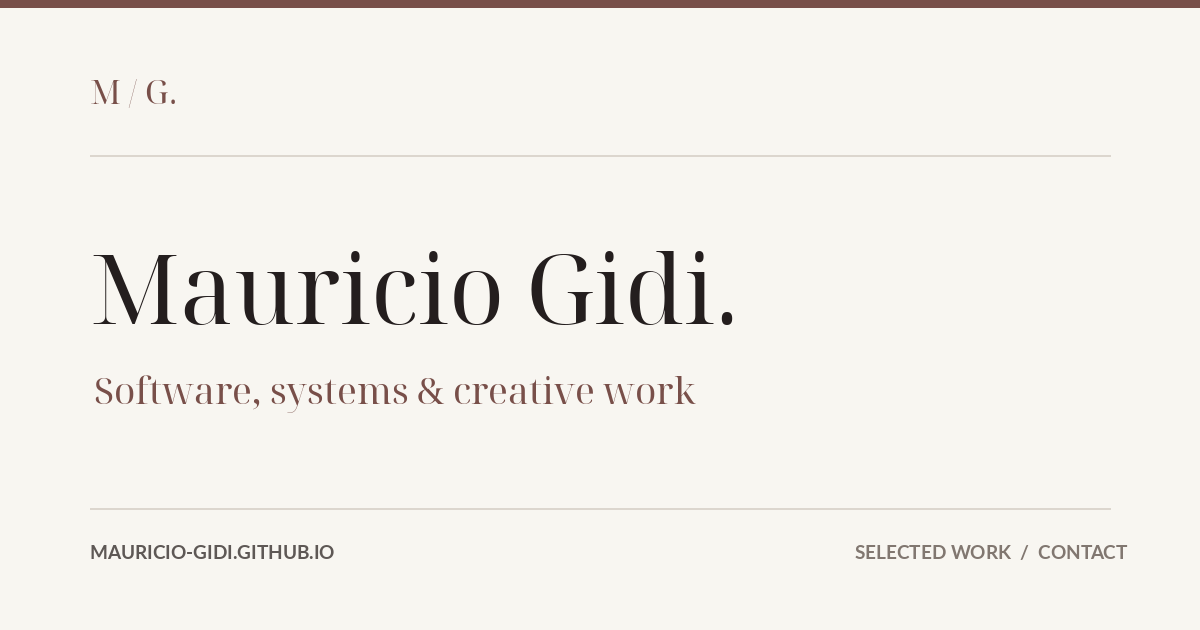 M / G.
Mauricio Gidi.
Software, systems & creative work
MAURICIO-GIDI.GITHUB.IO
SELECTED WORK / CONTACT